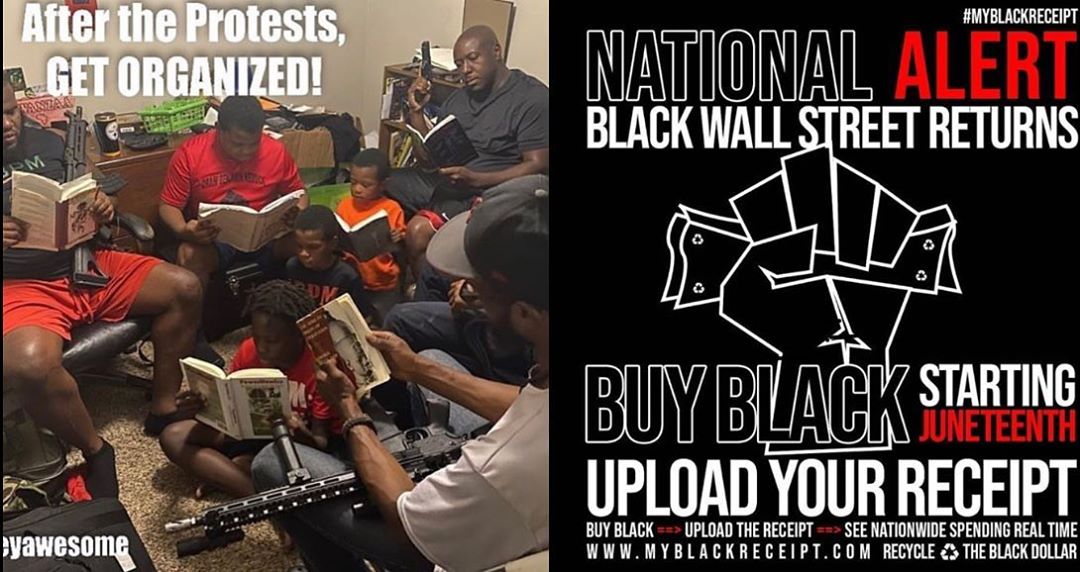 After the Protests,
GET ORGANIZED!
eyawesome
#MYBLACKRECEIPT
NATIONAL ALERT
BLACK WALL STREET RETURNS
BUY BLACK STARTING
JUNETEENTH
UPLOAD YOUR RECEIPT
BUY BLACK ==> UPLOAD THE RECEIPT ==> SEE NATIONWIDE SPENDING REAL TIME
WWW.MYBLACKRECEIPT.COM RECYCLE ♻ THE BLACK DOLLAR